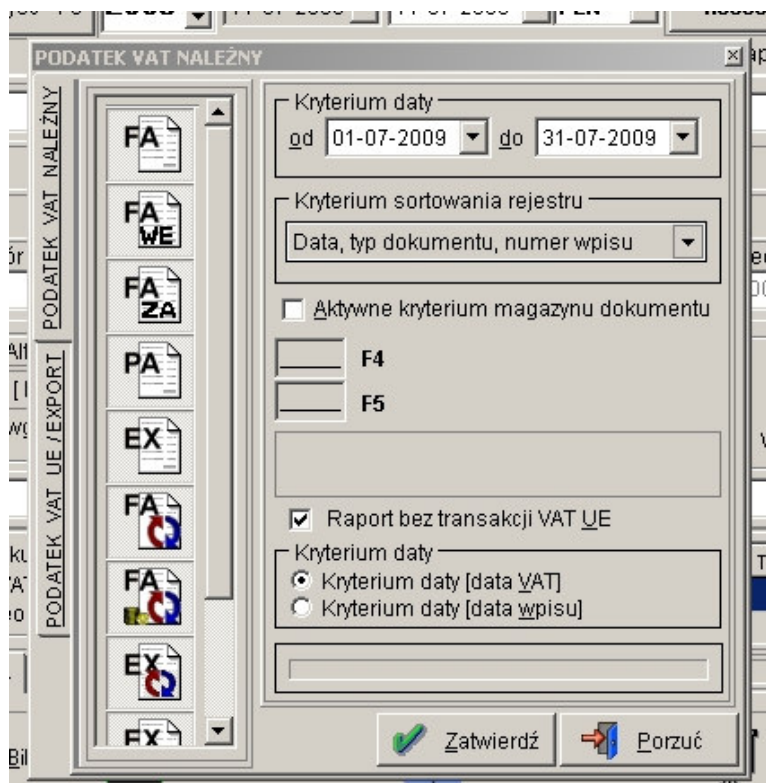 PLN
PODATEK VAT NALEŻNY
PODATEK VAT NALEŻNY
PODATEK VAT UE / EXPORT
FA
FA
WE
FA
ZA
PA
EX
FA
FA
EX
EX
Kryterium daty
od 01-07-2009 do 31-07-2009
Kryterium sortowania rejestru
Data, typ dokumentu, numer wpisu
Aktywne kryterium magazynu dokumentu
F4
F5
Raport bez transakcji VAT UE
Kryterium daty
Kryterium daty [data VAT]
Kryterium daty [data wpisu]
Zatwierdź
Porzuć